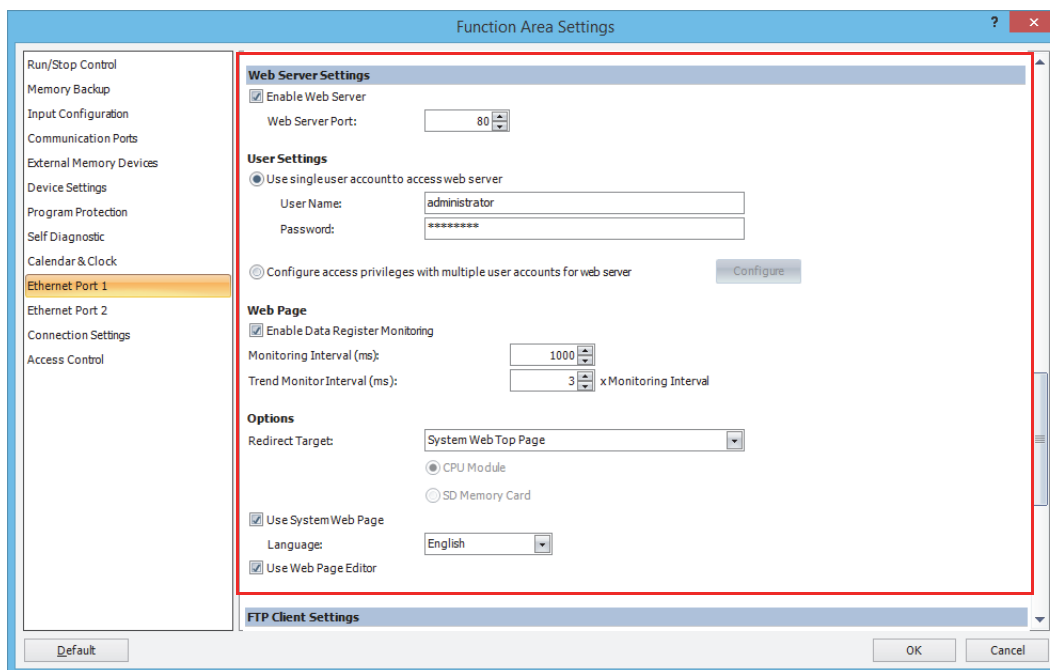 Function Area Settings
?
Run/Stop Control
Memory Backup
Input Configuration
Communication Ports
External Memory Devices
Device Settings
Program Protection
Self Diagnostic
Calendar & Clock
Ethernet Port 1
Ethernet Port 2
Connection Settings
Access Control
Web Server Settings
Enable Web Server
Web Server Port: 80
User Settings
Use single user account to access web server
User Name: administrator
Password: ********
Configure access privileges with multiple user accounts for web server Configure
Web Page
Enable Data Register Monitoring
Monitoring Interval (ms): 1000
Trend Monitor Interval (ms): 3 x Monitoring Interval
Options
Redirect Target: System Web Top Page
CPU Module
SD Memory Card
Use System Web Page
Language: English
Use Web Page Editor
FTP Client Settings
Default OK Cancel